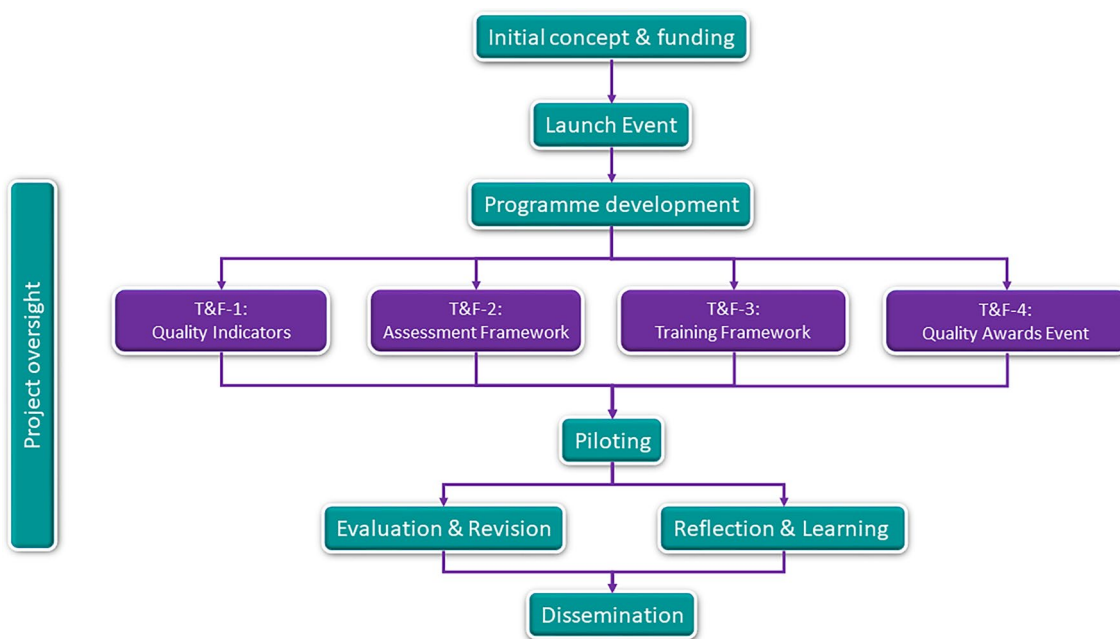 Initial concept & funding
Launch Event
Programme development
Project oversight
T&F-1:
Quality Indicators
T&F-2:
Assessment Framework
T&F-3:
Training Framework
T&F-4:
Quality Awards Event
Piloting
Evaluation & Revision
Reflection & Learning
Dissemination